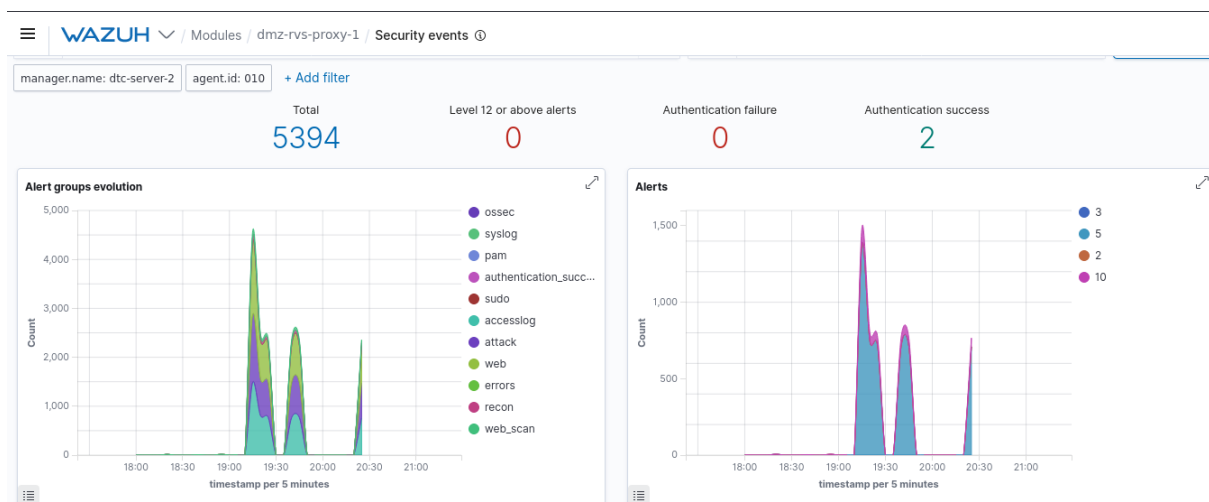 WAZUH / Modules / dmz-rvs-proxy-1 / Security events
manager.name: dtc-server-2 agent.id: 010 + Add filter
Total Level 12 or above alerts Authentication failure Authentication success
5394 0 0 2
Alert groups evolution
5,000
4,000
3,000
2,000
1,000
0
Count
18:00 18:30 19:00 19:30 20:00 20:30 21:00
timestamp per 5 minutes
ossec
syslog
pam
authentication_succ...
sudo
accesslog
attack
web
errors
recon
web_scan
Alerts
1,500
1,000
500
0
Count
18:00 18:30 19:00 19:30 20:00 20:30 21:00
timestamp per 5 minutes
3
5
2
10